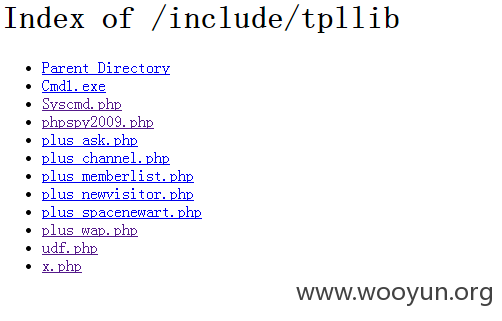 Index of /include/tpllib
Parent Directory
Cmd1.exe
Syscmd.php
phpspy2009.php
plus_ask.php
plus_channel.php
plus_memberlist.php
plus_newvisitor.php
plus_spacenewart.php
plus_wap.php
udf.php
x.php
www.wooyun.org